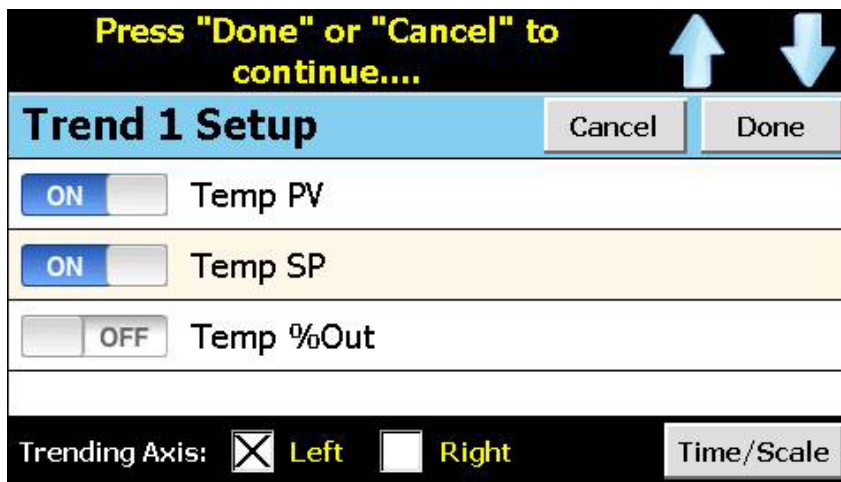 Press "Done" or "Cancel" to
continue....
Trend 1 Setup
Cancel
Done
ON
Temp PV
ON
Temp SP
OFF
Temp %Out
Trending Axis:
Left
Right
Time/Scale